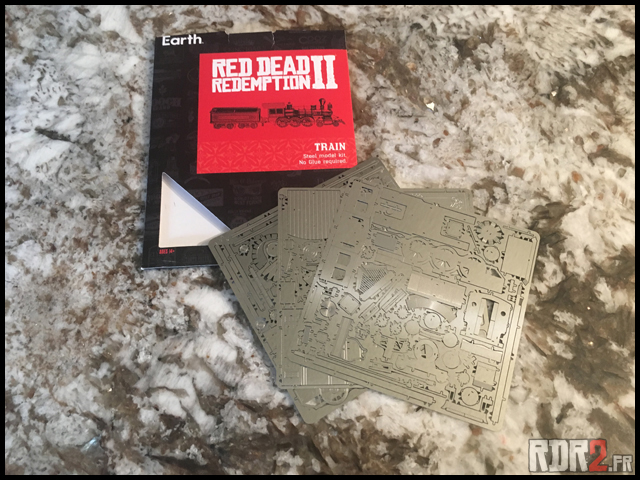 Earth
RED DEAD
REDEMPTION II
TRAIN
Steel model kit.
No Glue required.
RDR2.FR